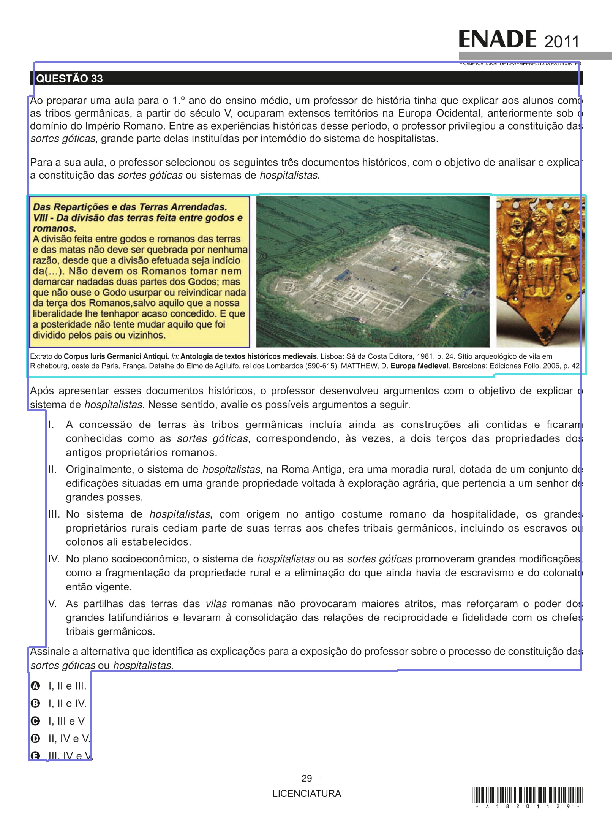 ENADE 2011
QUESTÃO 33
Ao preparar uma aula para o 1.º ano do ensino médio, um professor de história tinha que explicar aos alunos como
as tribos germânicas, a partir do século V, ocuparam extensos territórios na Europa Ocidental, anteriormente sob o
domínio do Império Romano. Entre as experiências históricas desse período, o professor privilegiou a constituição das
sortes góticas, grande parte delas instituídas por intermédio do sistema de hospitalistas.
Para a sua aula, o professor selecionou os seguintes três documentos históricos, com o objetivo de analisar e explicar
a constituição das sortes góticas ou sistemas de hospitalistas.
Das Repartições e das Terras Arrendadas.
VIII - Da divisão das terras feita entre godos e
romanos.
A divisão feita entre godos e romanos das terras
e das matas não deve ser quebrada por nenhuma
razão, desde que a divisão efetuada seja indício
da(…). Não devem os Romanos tomar nem
demarcar nadadas duas partes dos Godos; mas
que não ouse o Godo usurpar ou reivindicar nada
da terça dos Romanos,salvo aquilo que a nossa
liberalidade lhe tenhapor acaso concedido. E que
a posteridade não tente mudar aquilo que foi
dividido pelos pais ou vizinhos.
Extrato do Corpus Iuris Germanici Antiqui. In: Antologia de textos históricos medievais. Lisboa: Sá da Costa Editora, 1981, p. 24. Sítio arqueológico de vila em
Richebourg, oeste de Paris, França. Detalhe do Elmo de Agilulfo, rei dos Lombardos (590-615). MATTHEW, D. Europa Medieval. Barcelona: Ediciones Folio, 2006, p. 42.
Após apresentar esses documentos históricos, o professor desenvolveu argumentos com o objetivo de explicar o
sistema de hospitalistas. Nesse sentido, avalie os possíveis argumentos a seguir.
I. A concessão de terras às tribos germânicas incluía ainda as construções ali contidas e ficaram
conhecidas como as sortes góticas, correspondendo, às vezes, a dois terços das propriedades dos
antigos proprietários romanos.
II. Originalmente, o sistema de hospitalistas, na Roma Antiga, era uma moradia rural, dotada de um conjunto de
edificações situadas em uma grande propriedade voltada à exploração agrária, que pertencia a um senhor de
grandes posses.
III. No sistema de hospitalistas, com origem no antigo costume romano da hospitalidade, os grandes
proprietários rurais cediam parte de suas terras aos chefes tribais germânicos, incluindo os escravos ou
colonos ali estabelecidos.
IV. No plano socioeconômico, o sistema de hospitalistas ou as sortes góticas promoveram grandes modificações,
como a fragmentação da propriedade rural e a eliminação do que ainda havia de escravismo e do colonato
então vigente.
V. As partilhas das terras das vilas romanas não provocaram maiores atritos, mas reforçaram o poder dos
grandes latifundiários e levaram à consolidação das relações de reciprocidade e fidelidade com os chefes
tribais germânicos.
Assinale a alternativa que identifica as explicações para a exposição do professor sobre o processo de constituição das
sortes góticas ou hospitalistas.
A I, II e III.
B I, II e IV.
C I, III e V
D II, IV e V.
E III, IV e V.
29
LICENCIATURA